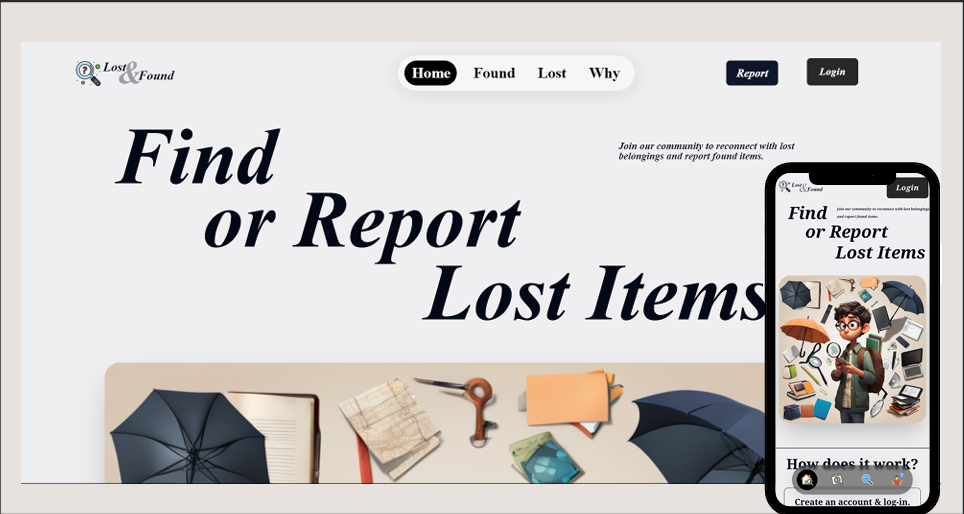 Lost
&
Found
Home
Found
Lost
Why
Report
Login
Find
or Report
Lost Items
Join our community to reconnect with lost
belongings and report found items.
Lost
&
Found
Login
Find
or Report
Lost Items
Join our community to reconnect with lost belongings
and report found items.
How does it work?
Create an account & log-in.